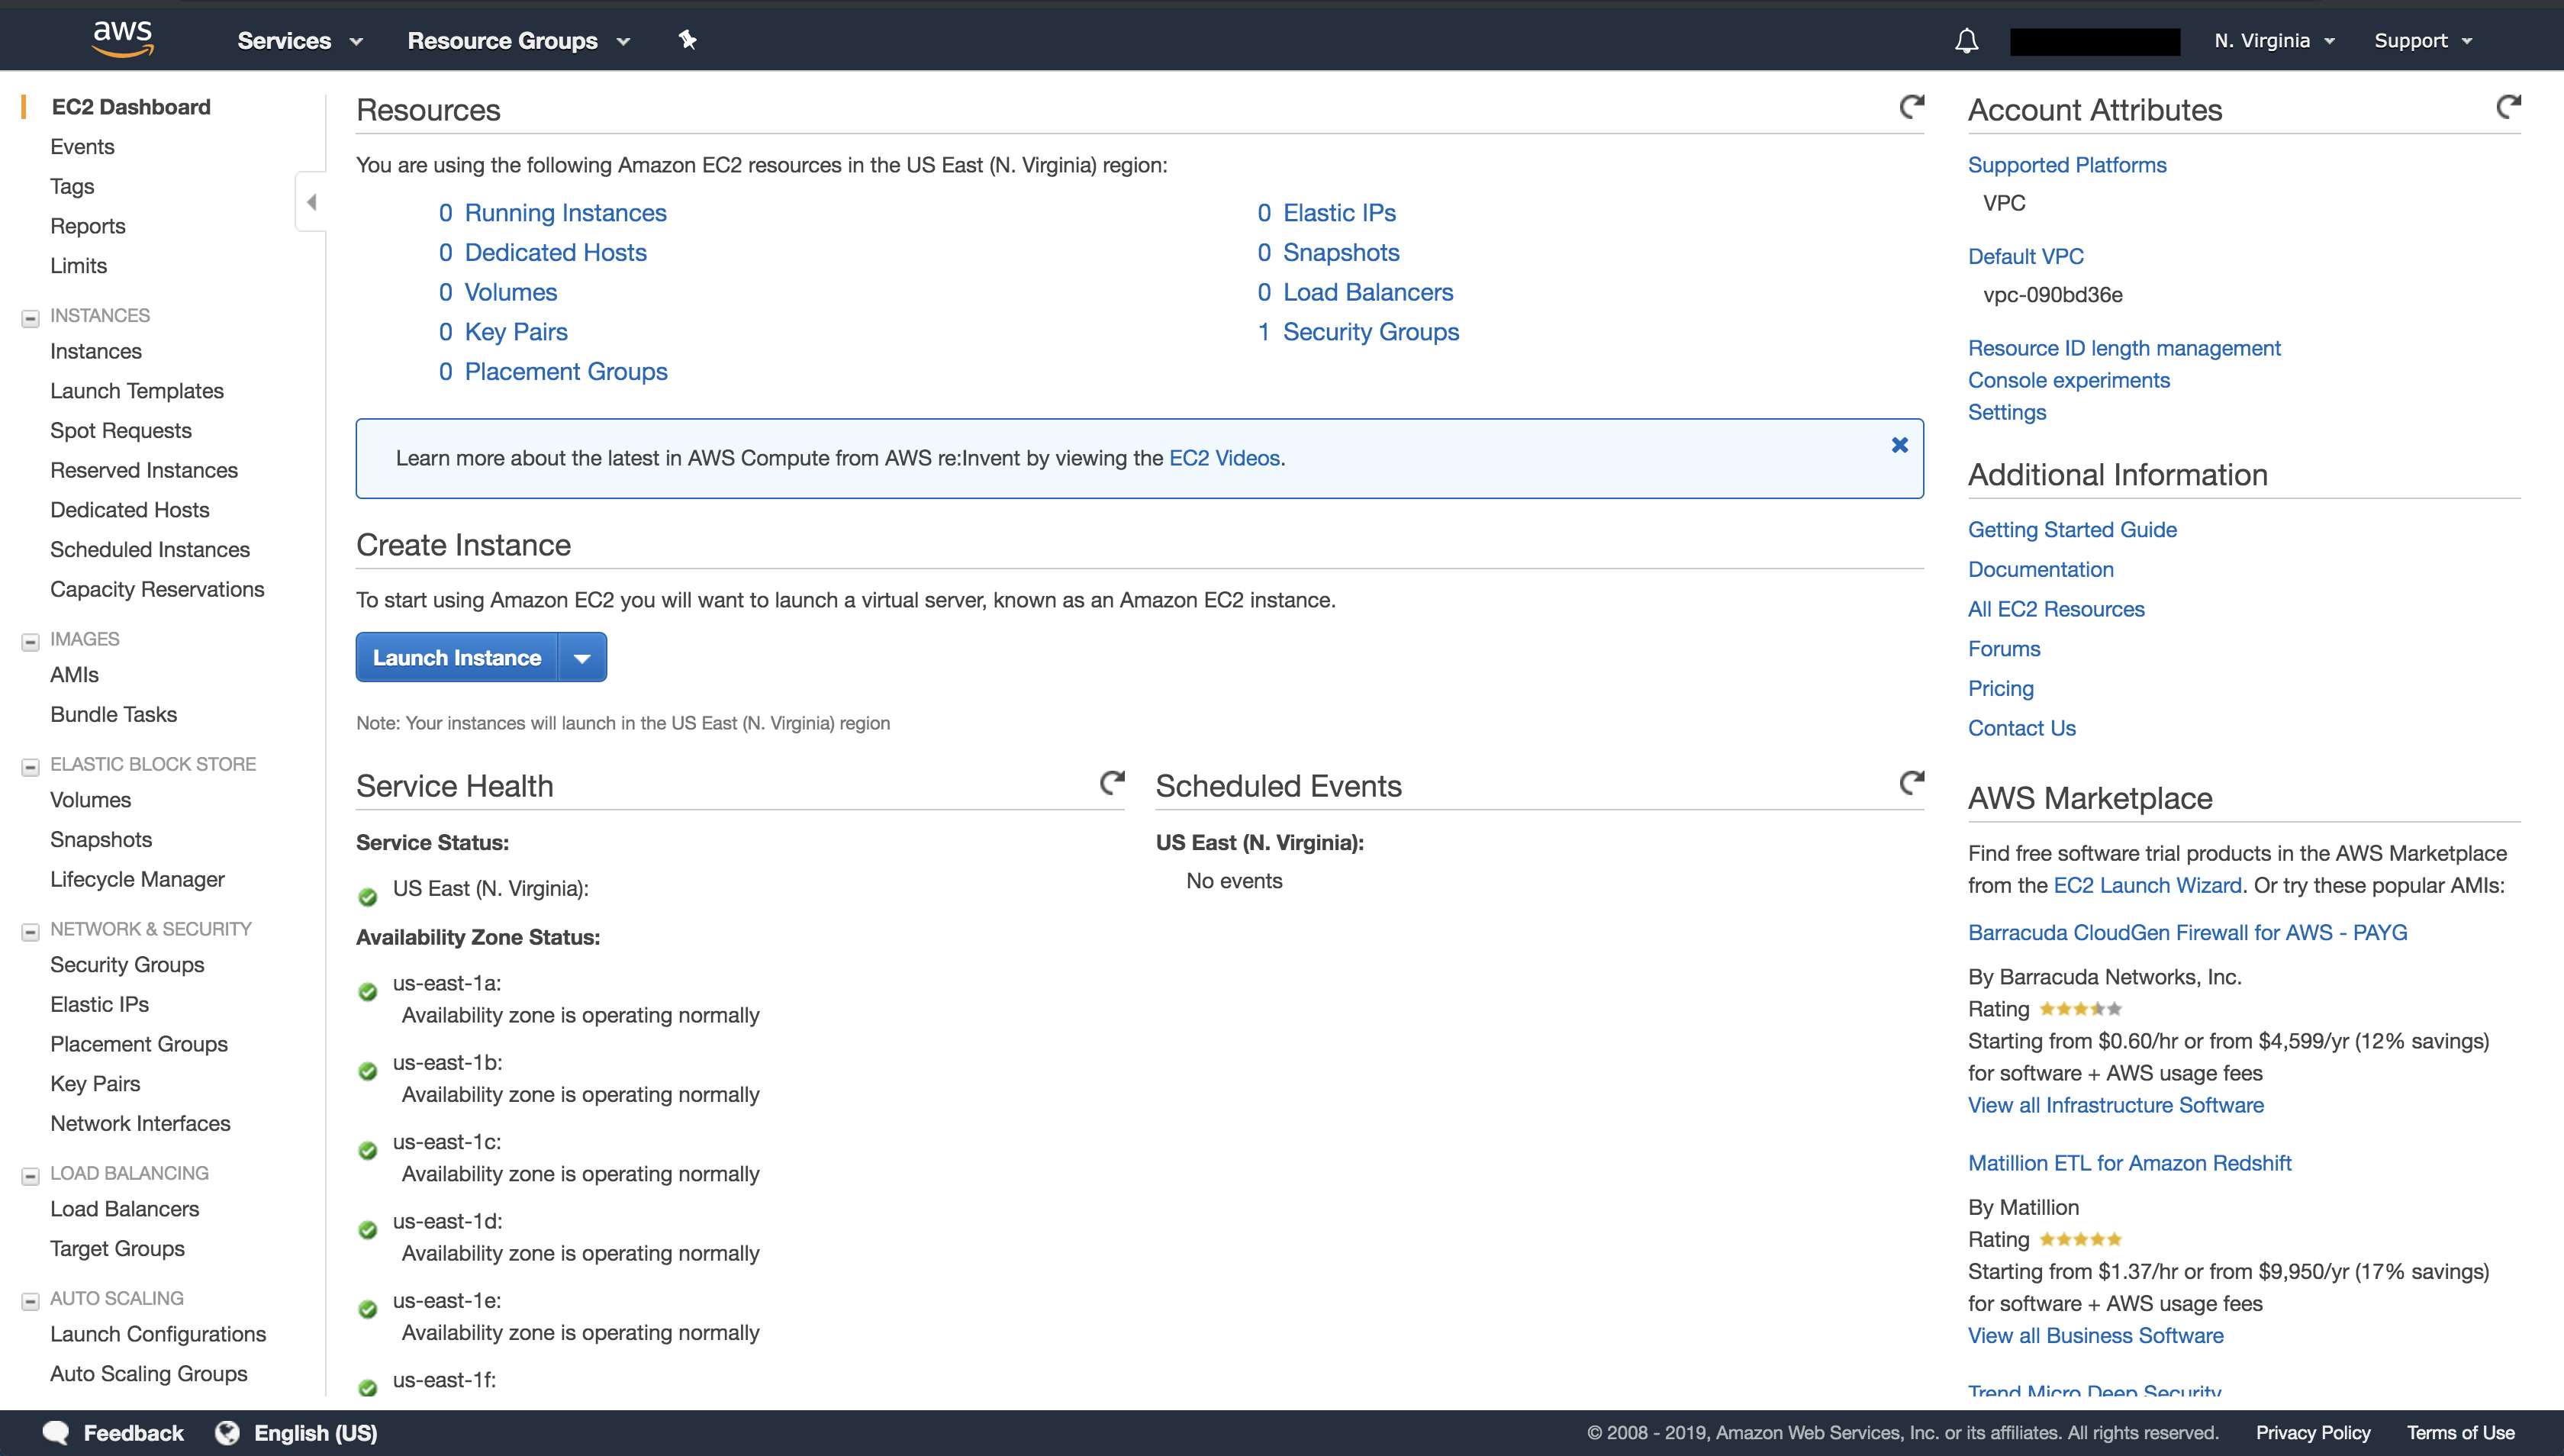 aws
Services
Resource Groups
N. Virginia
Support
EC2 Dashboard
Events
Tags
Reports
Limits
INSTANCES
Instances
Launch Templates
Spot Requests
Reserved Instances
Dedicated Hosts
Scheduled Instances
Capacity Reservations
IMAGES
AMIs
Bundle Tasks
ELASTIC BLOCK STORE
Volumes
Snapshots
Lifecycle Manager
NETWORK & SECURITY
Security Groups
Elastic IPs
Placement Groups
Key Pairs
Network Interfaces
LOAD BALANCING
Load Balancers
Target Groups
AUTO SCALING
Launch Configurations
Auto Scaling Groups
Resources
You are using the following Amazon EC2 resources in the US East (N. Virginia) region:
0 Running Instances
0 Dedicated Hosts
0 Volumes
0 Key Pairs
0 Placement Groups
0 Elastic IPs
0 Snapshots
0 Load Balancers
1 Security Groups
Learn more about the latest in AWS Compute from AWS re:Invent by viewing the EC2 Videos.
Create Instance
To start using Amazon EC2 you will want to launch a virtual server, known as an Amazon EC2 instance.
Launch Instance
Note: Your instances will launch in the US East (N. Virginia) region
Service Health
Service Status:
US East (N. Virginia):
Availability Zone Status:
us-east-1a:
Availability zone is operating normally
us-east-1b:
Availability zone is operating normally
us-east-1c:
Availability zone is operating normally
us-east-1d:
Availability zone is operating normally
us-east-1e:
Availability zone is operating normally
us-east-1f:
Scheduled Events
US East (N. Virginia):
No events
Account Attributes
Supported Platforms
VPC
Default VPC
vpc-090bd36e
Resource ID length management
Console experiments
Settings
Additional Information
Getting Started Guide
Documentation
All EC2 Resources
Forums
Pricing
Contact Us
AWS Marketplace
Find free software trial products in the AWS Marketplace
from the EC2 Launch Wizard. Or try these popular AMIs:
Barracuda CloudGen Firewall for AWS - PAYG
By Barracuda Networks, Inc.
Rating
Starting from $0.60/hr or from $4,599/yr (12% savings)
for software + AWS usage fees
View all Infrastructure Software
Matillion ETL for Amazon Redshift
By Matillion
Rating
Starting from $1.37/hr or from $9,950/yr (17% savings)
for software + AWS usage fees
View all Business Software
Trend Micro Deep Security
Feedback
English (US)
© 2008 - 2019, Amazon Web Services, Inc. or its affiliates. All rights reserved.
Privacy Policy
Terms of Use